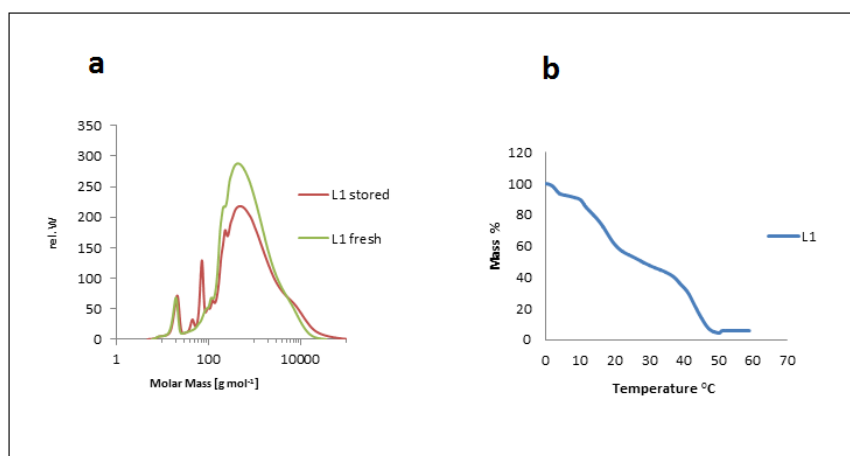 a
350
300
250
200
150
100
50
0
rel. W
1
100
10000
Molar Mass [g mol-1]
L1 stored
L1 fresh
b
120
100
80
60
40
20
0
Mass %
0 10 20 30 40 50 60 70
Temperature °C
L1